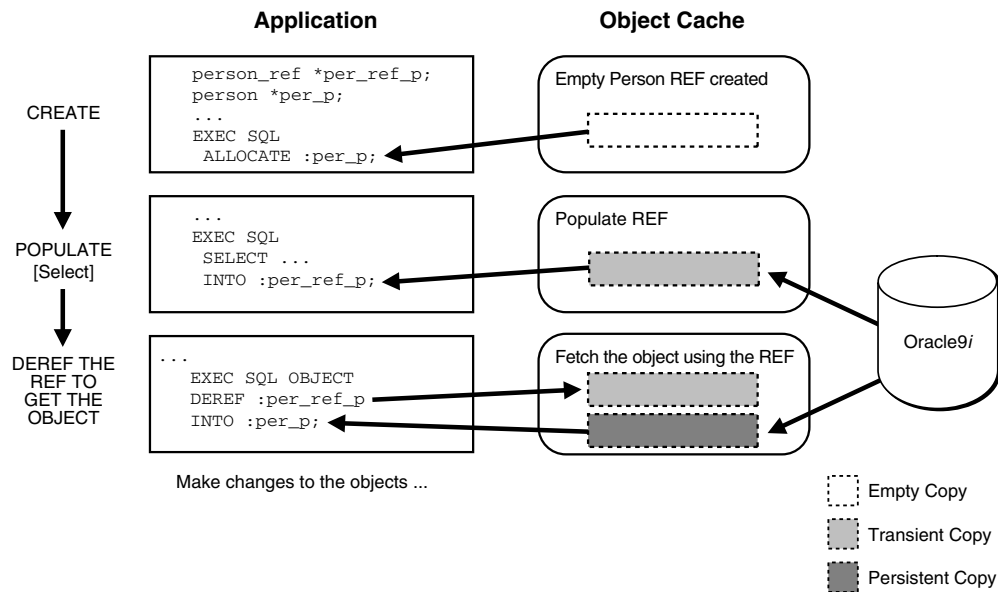 Application
Object Cache
CREATE
person_ref *per_ref_p;
person *per_p;
...
EXEC SQL
ALLOCATE :per_p;
Empty Person REF created
POPULATE
[Select]
...
EXEC SQL
SELECT ...
INTO :per_ref_p;
Populate REF
Oracle9i
DEREF THE
REF TO
GET THE
OBJECT
...
EXEC SQL OBJECT
DEREF :per_ref_p
INTO :per_p;
Fetch the object using the REF
Make changes to the objects ...
Empty Copy
Transient Copy
Persistent Copy